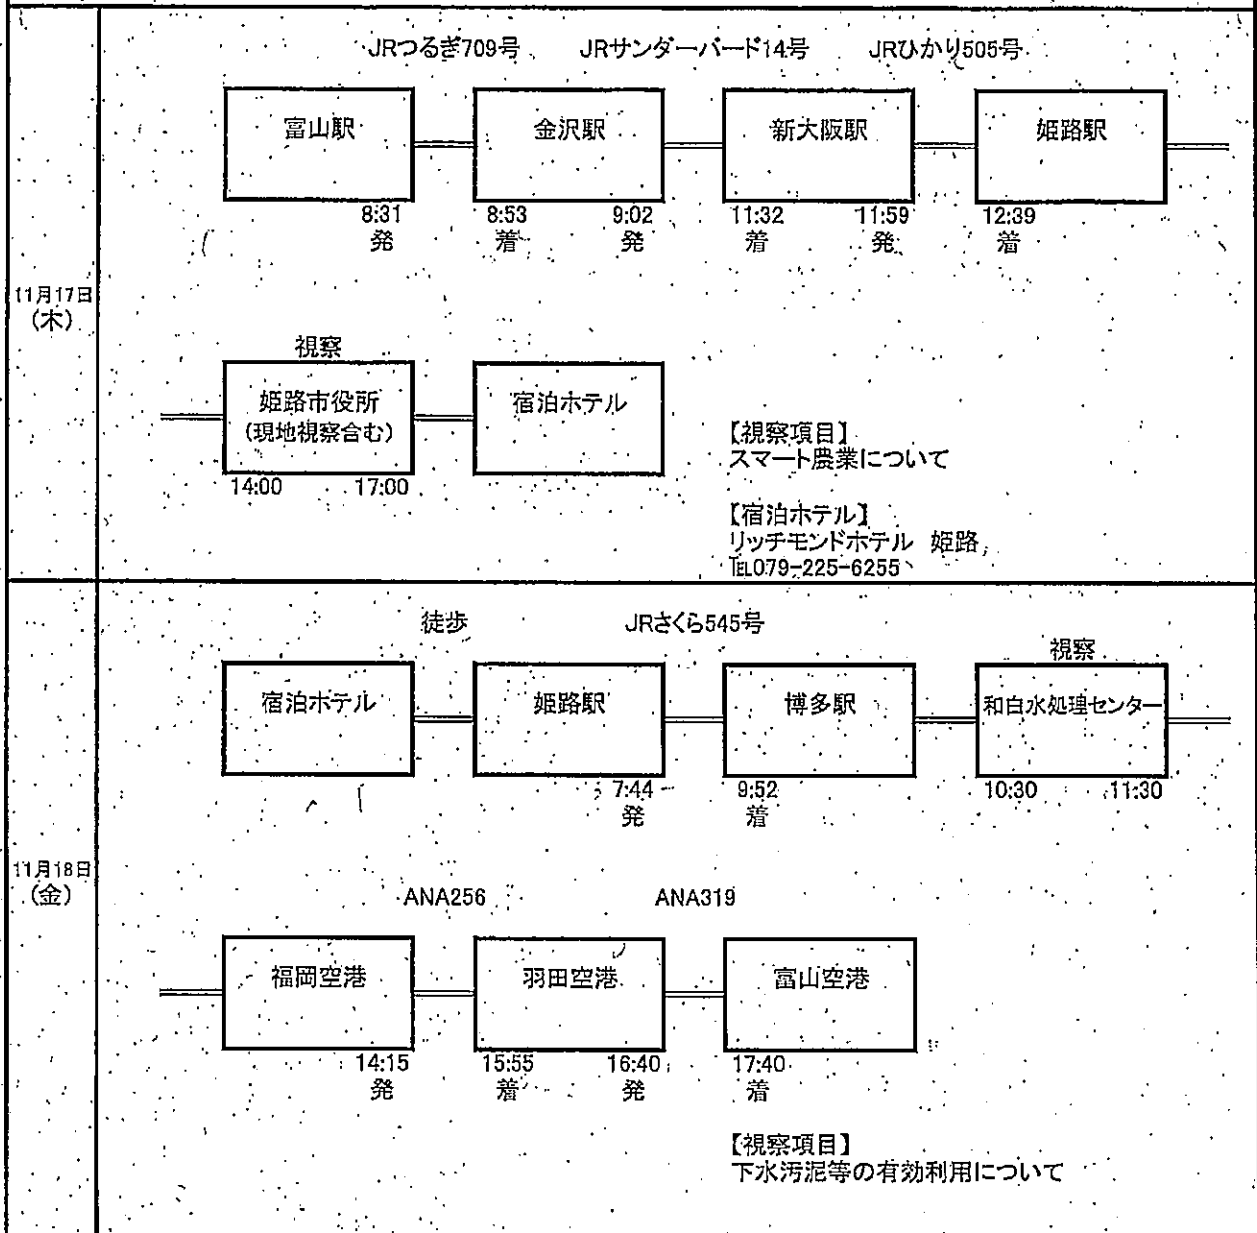 JRつるぎ709号 JRサンダーバード14号 JRひかり505号
富山駅 金沢駅 新大阪駅 姫路駅
8:31 8:53 9:02 11:32 11:59 12:39
発 着 発 着 発 着
11月17日
(木)
視察
姫路市役所 宿泊ホテル
(現地視察含む)
14:00 17:00
【視察項目】
スマート農業について
【宿泊ホテル】
リッチモンドホテル 姫路
TEL079-225-6255
徒歩 JRさくら545号
視察
宿泊ホテル 姫路駅 博多駅 和白水処理センター
7:44 9:52 10:30 11:30
発 着
11月18日
(金)
ANA256 ANA319
福岡空港 羽田空港 富山空港
14:15 15:55 16:40 17:40
発 着 発 着
【視察項目】
下水汚泥等の有効利用について